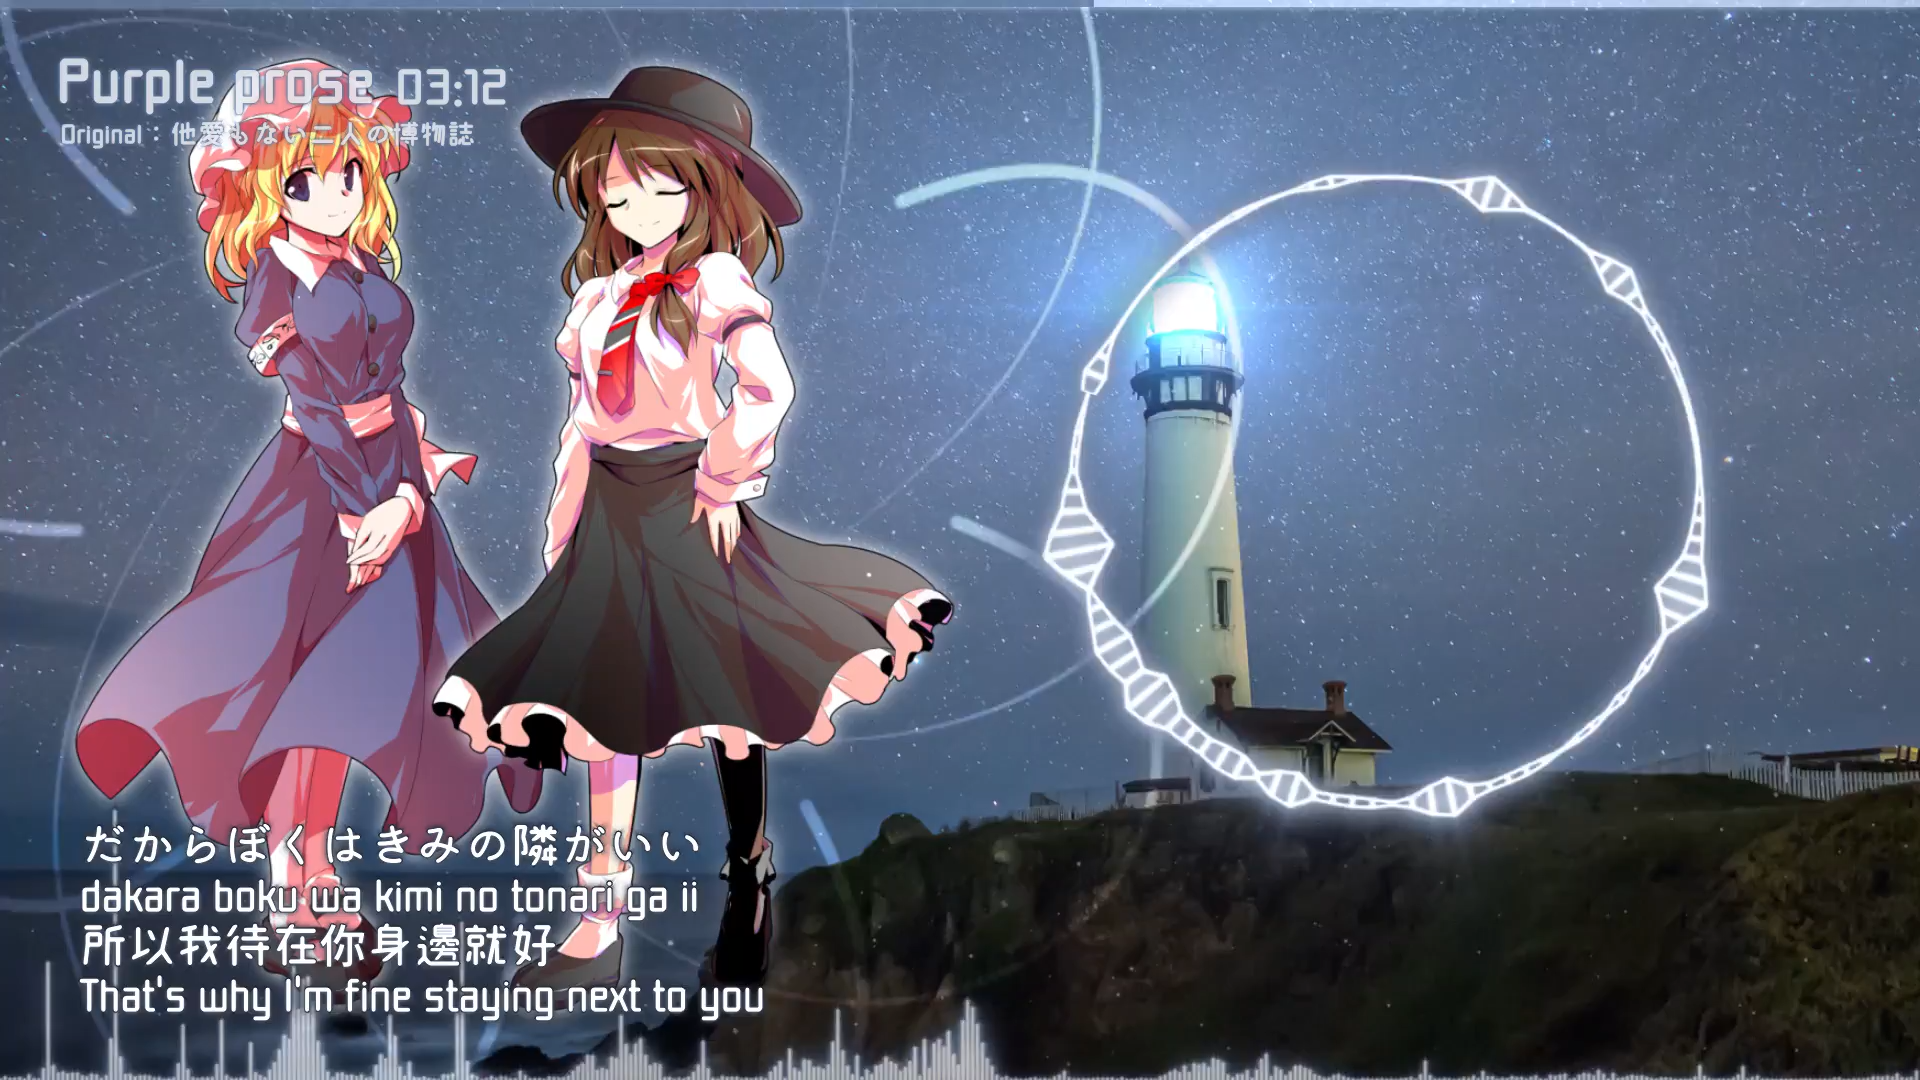 Purple prose 03:12
Original：他愛もない二人の博物誌
だからぼくはきみの隣がいい
dakara boku wa kimi no tonari ga ii
所以我待在你身邊就好
That's why I'm fine staying next to you